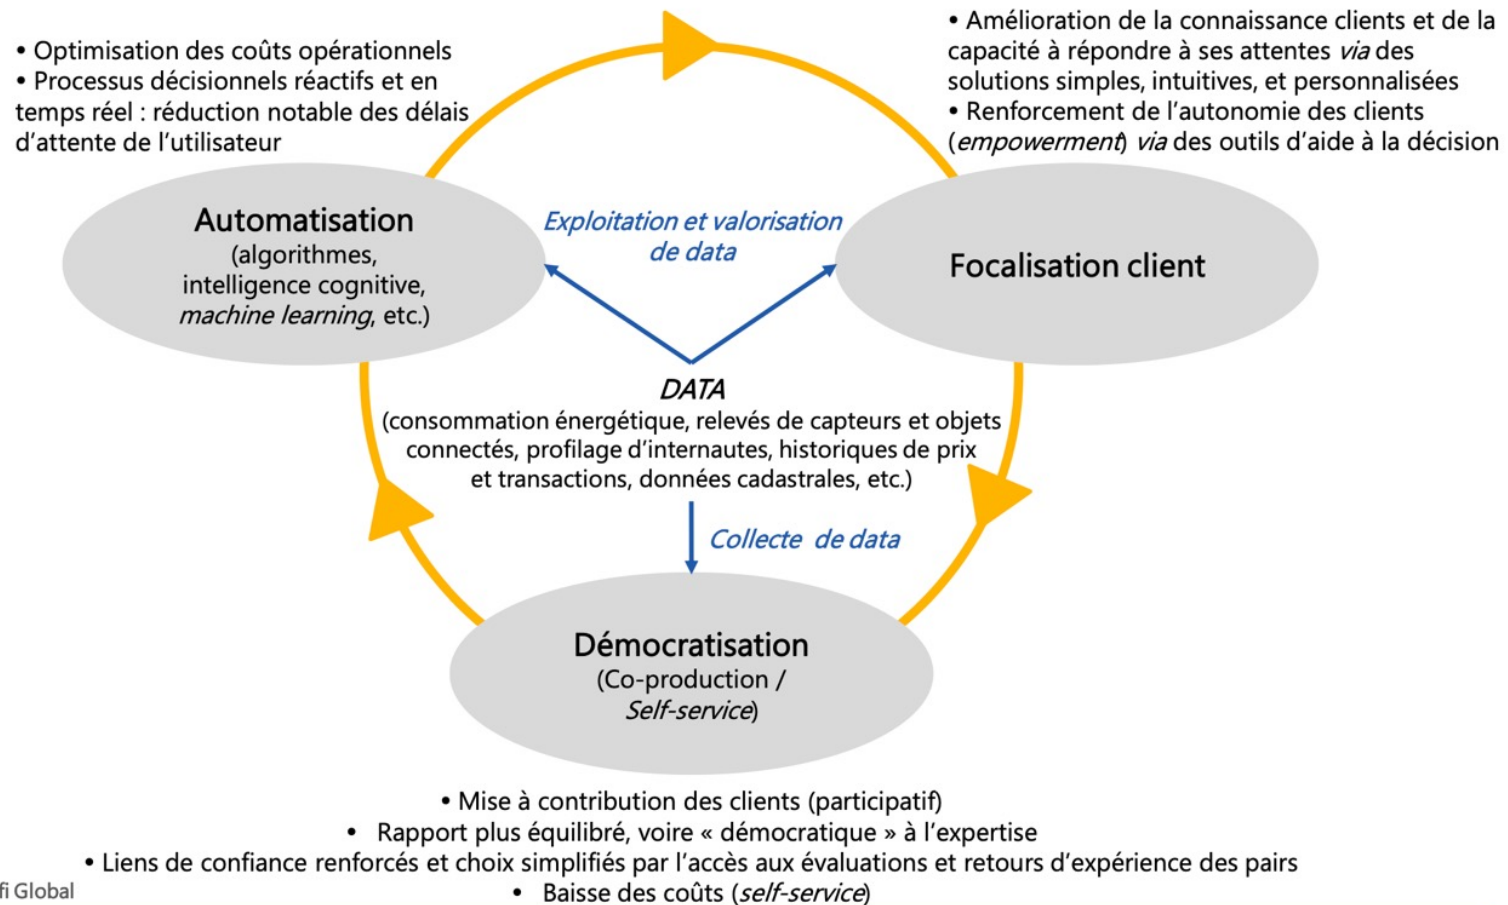 • Optimisation des coûts opérationnels
• Processus décisionnels réactifs et en
temps réel : réduction notable des délais
d’attente de l’utilisateur
• Amélioration de la connaissance clients et de la
capacité à répondre à ses attentes via des
solutions simples, intuitives, et personnalisées
• Renforcement de l’autonomie des clients
(empowerment) via des outils d’aide à la décision
Automatisation
(algorithmes,
intelligence cognitive,
machine learning, etc.)
Exploitation et valorisation
de data
Focalisation client
DATA
(consommation énergétique, relevés de capteurs et objets
connectés, profilage d’internautes, historiques de prix
et transactions, données cadastrales, etc.)
Collecte de data
Démocratisation
(Co-production /
Self-service)
• Mise à contribution des clients (participatif)
• Rapport plus équilibré, voire « démocratique » à l’expertise
• Liens de confiance renforcés et choix simplifiés par l’accès aux évaluations et retours d’expérience des pairs
• Baisse des coûts (self-service)
fi Global